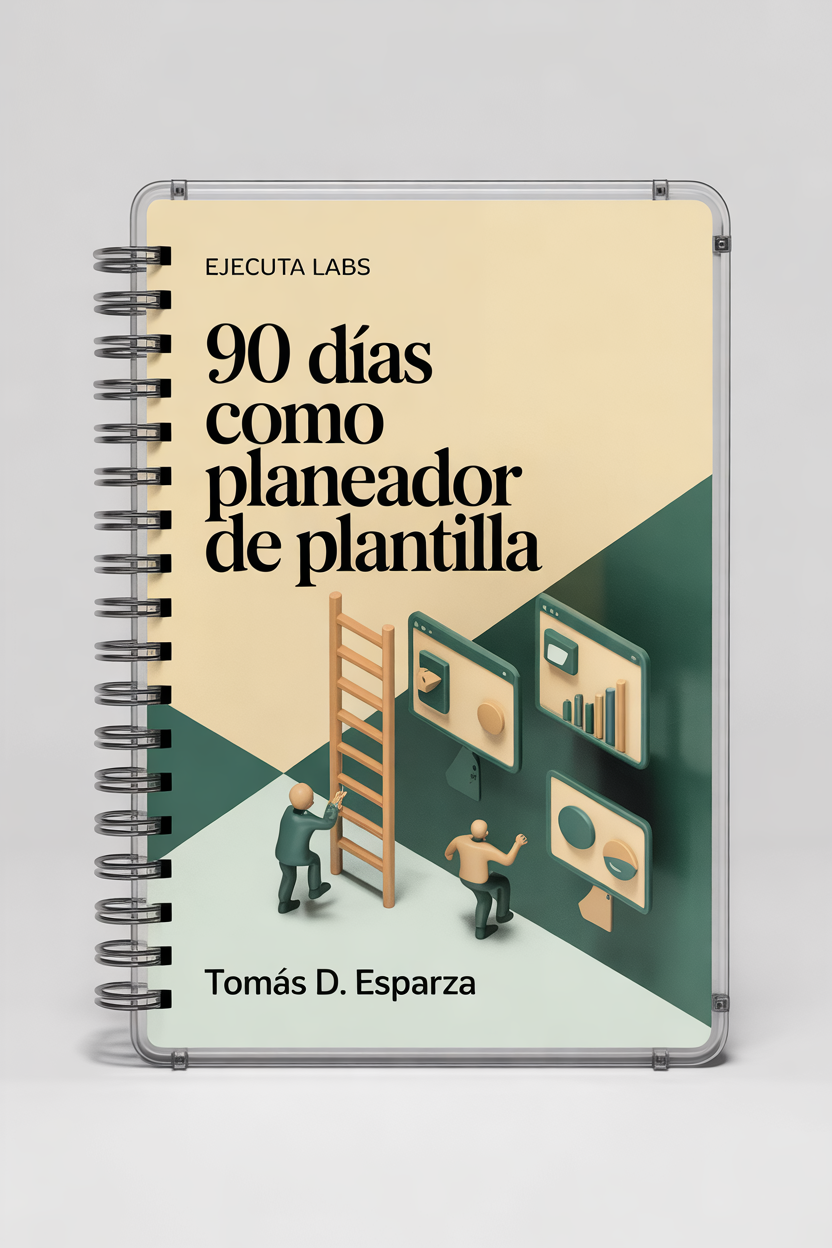 EJECUTA LABS
90 días
como
planeador
de plantilla
Tomás D. Esparza